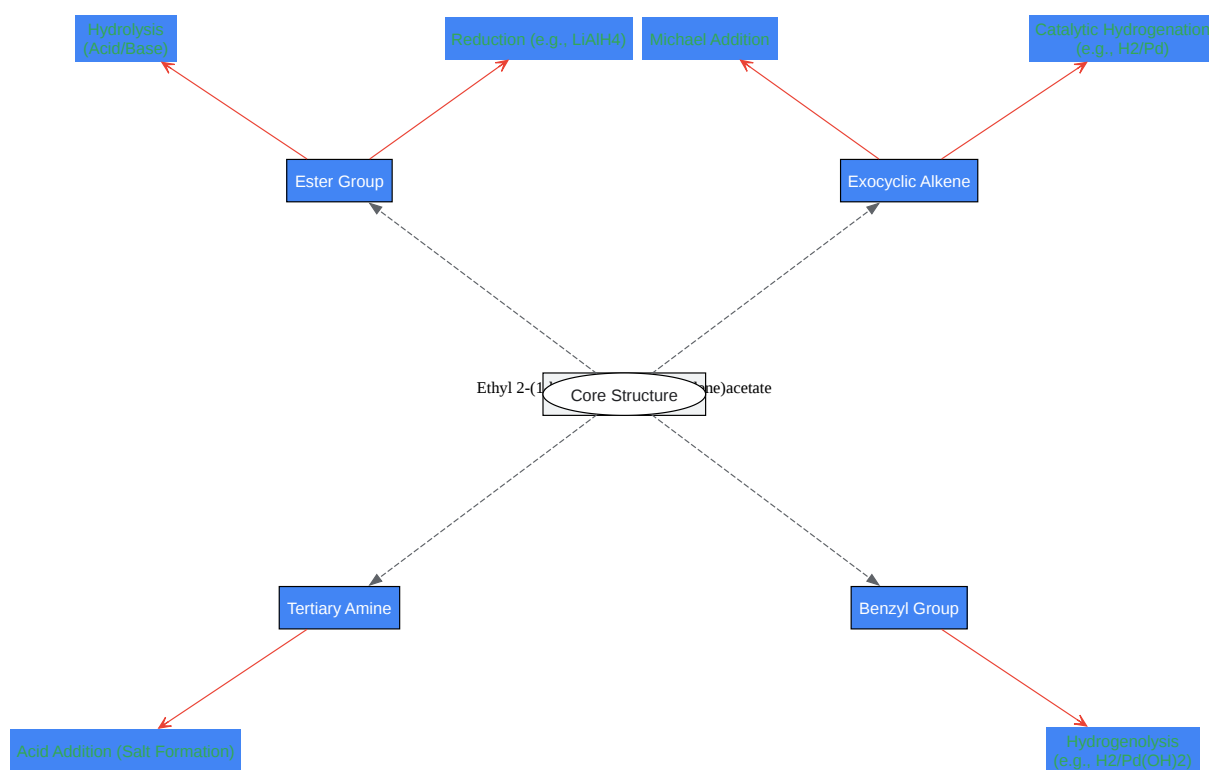 Hydrolysis
(Acid/Base)
Reduction (e.g., LiAlH4)
Michael Addition
Catalytic Hydrogenation
(e.g., H2/Pd)
Ester Group
Exocyclic Alkene
Ethyl 2-(1 ne)acetate
Core Structure
Tertiary Amine
Benzyl Group
Acid Addition (Salt Formation)
Hydrogenolysis
(e.g., H2/Pd(OH)2)